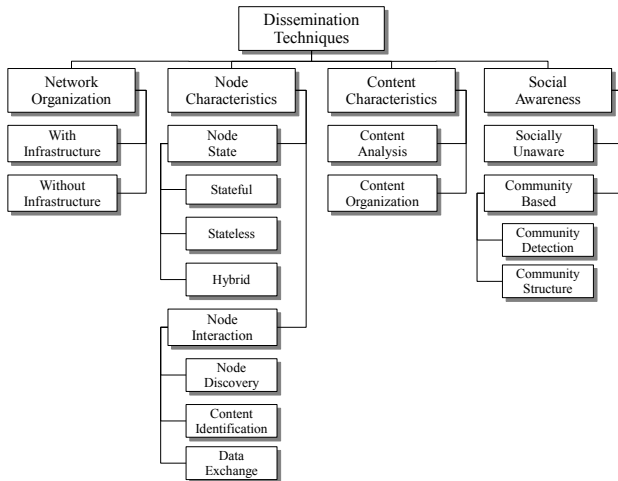 Dissemination
Techniques
Network
Organization
With
Infrastructure
Without
Infrastructure
Node
Characteristics
Node
State
Stateful
Stateless
Hybrid
Node
Interaction
Node
Discovery
Content
Identification
Data
Exchange
Content
Characteristics
Content
Analysis
Content
Organization
Social
Awareness
Socially
Unaware
Community
Based
Community
Detection
Community
Structure